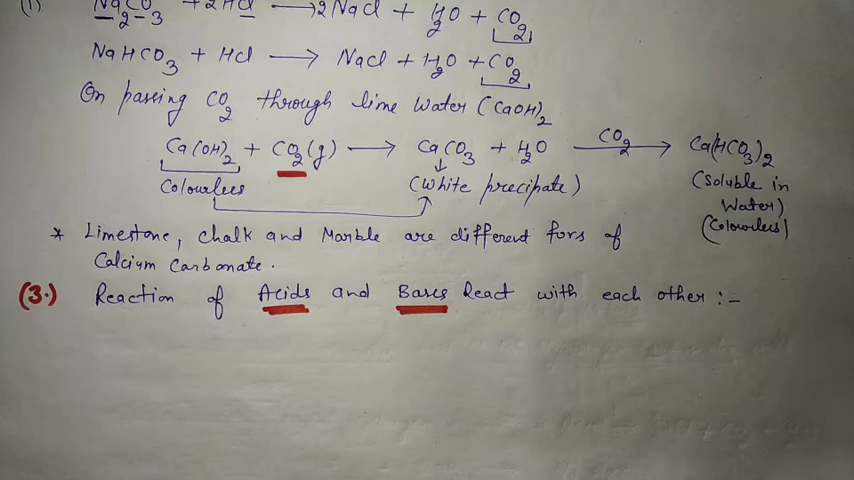 (1) Na2CO3 + 2HCl → 2NaCl + H2O + CO2
NaHCO3 + HCl → NaCl + H2O + CO2
On passing CO2 through lime water (CaOH)2
Ca(OH)2 + CO2(g) → CaCO3 + H2O CO2 → Ca(HCO3)2
Colourless (White precipate) (Soluble in
Water)
(Colourless)
* Limestone, chalk and Marble are different fors of
Calcium Carbonate.
(3.) Reaction of Acids and Bases React with each other :-